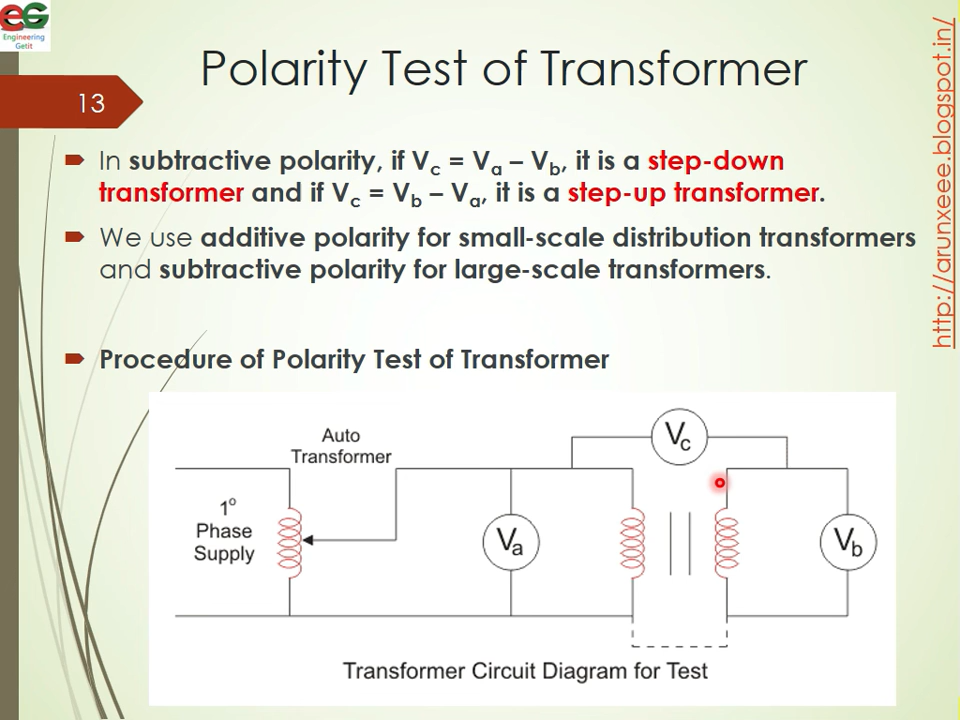 EG
Engineering
Getit
Polarity Test of Transformer
13
http://arunxeee.blogspot.in/
In subtractive polarity, if Vc = Va – Vb, it is a step-down
transformer and if Vc = Vb – Va, it is a step-up transformer.
We use additive polarity for small-scale distribution transformers
and subtractive polarity for large-scale transformers.
Procedure of Polarity Test of Transformer
Auto
Transformer
Vc
1°
Phase
Supply
Va
Vb
Transformer Circuit Diagram for Test